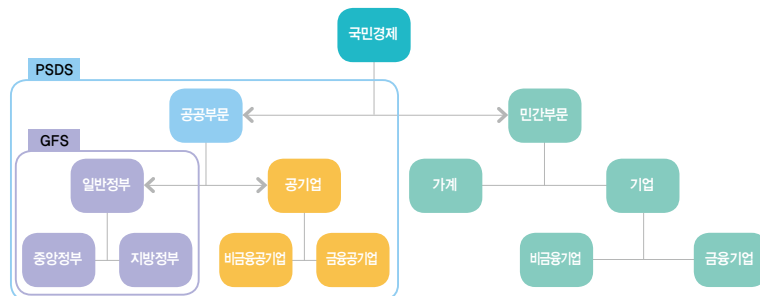 국민경제
PSDS
공공부문
민간부문
GFS
일반정부
공기업
가계
기업
중앙정부
지방정부
비금융공기업
금융공기업
비금융기업
금융기업